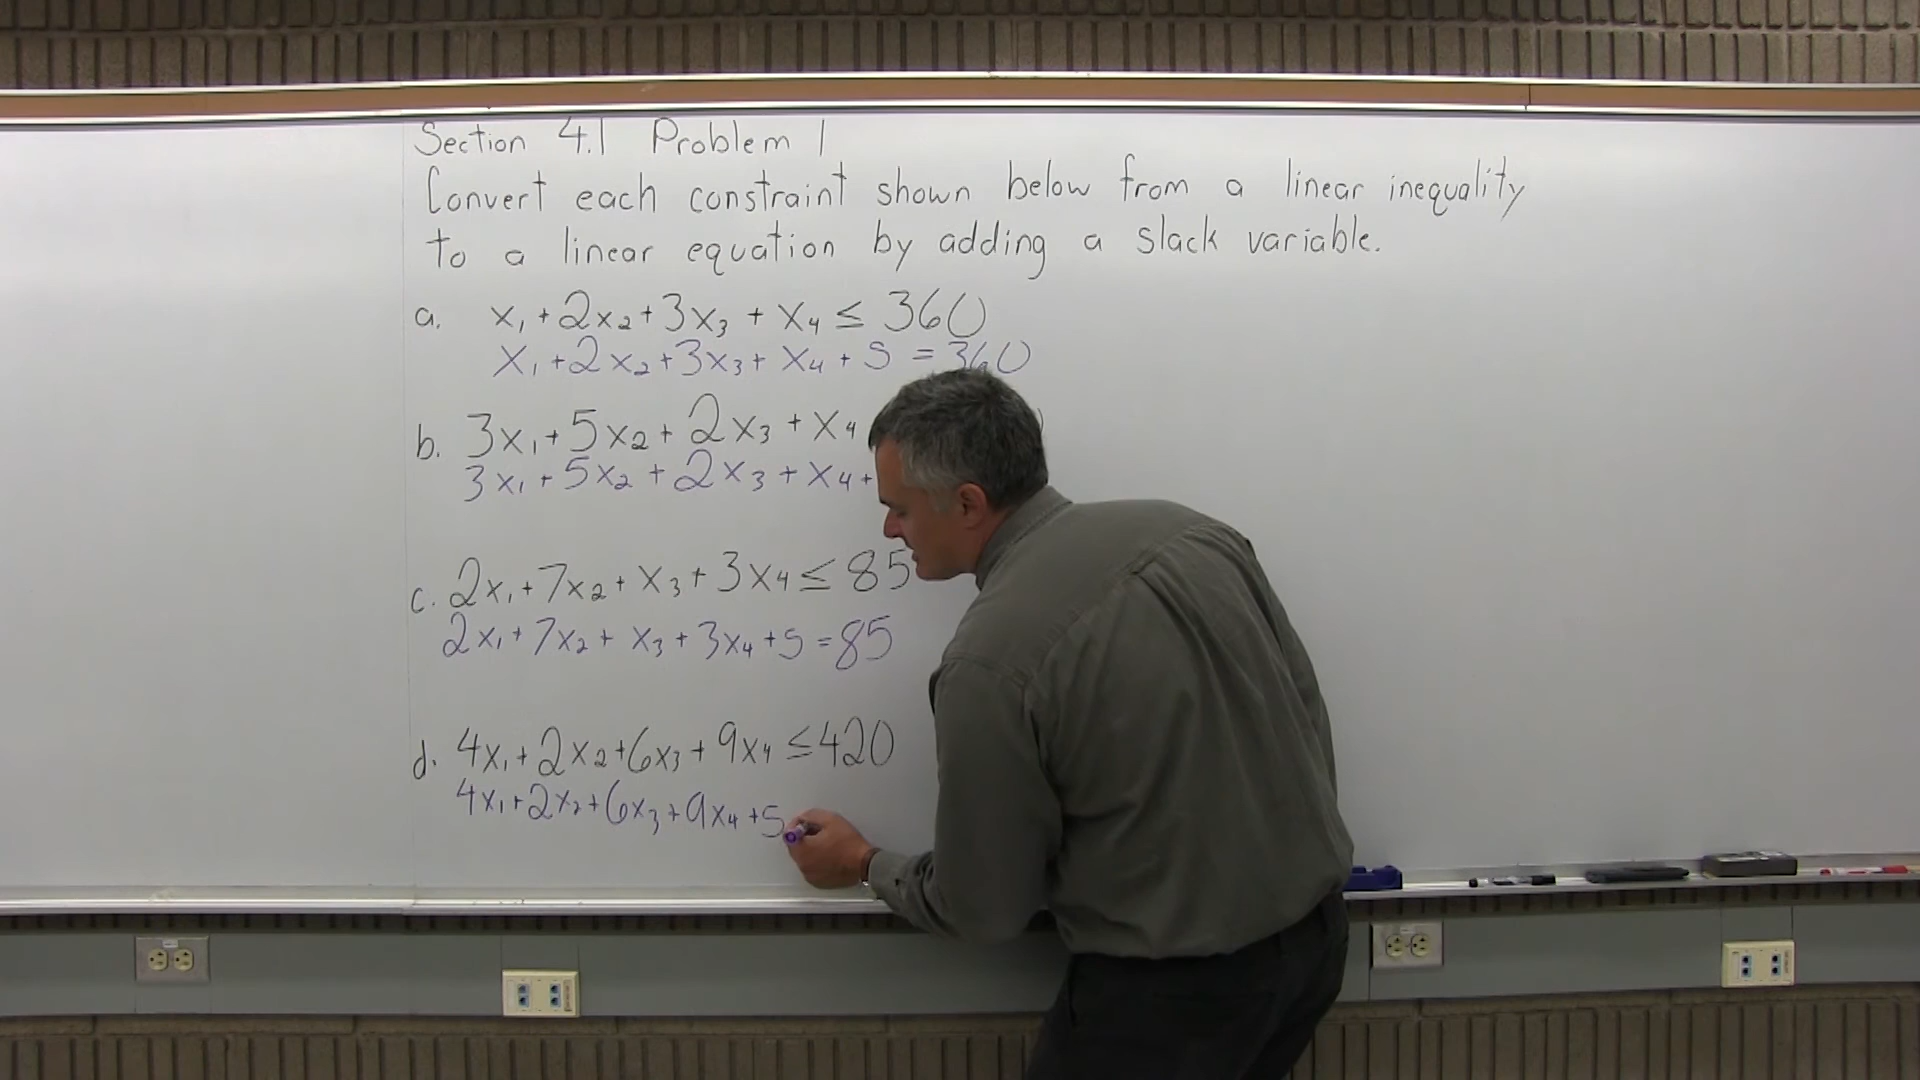 Section 4.1 Problem 1
Convert each constraint shown below from a linear inequality
to a linear equation by adding a slack variable.
a. x₁ + 2x₂ + 3x₃ + x₄ ≤ 360
x₁ + 2x₂ + 3x₃ + x₄ + s = 360
b. 3x₁ + 5x₂ + 2x₃ + x₄
3x₁ + 5x₂ + 2x₃ + x₄ +
c. 2x₁ + 7x₂ + x₃ + 3x₄ ≤ 85
2x₁ + 7x₂ + x₃ + 3x₄ + s = 85
d. 4x₁ + 2x₂ + 6x₃ + 9x₄ ≤ 420
4x₁ + 2x₂ + 6x₃ + 9x₄ + s